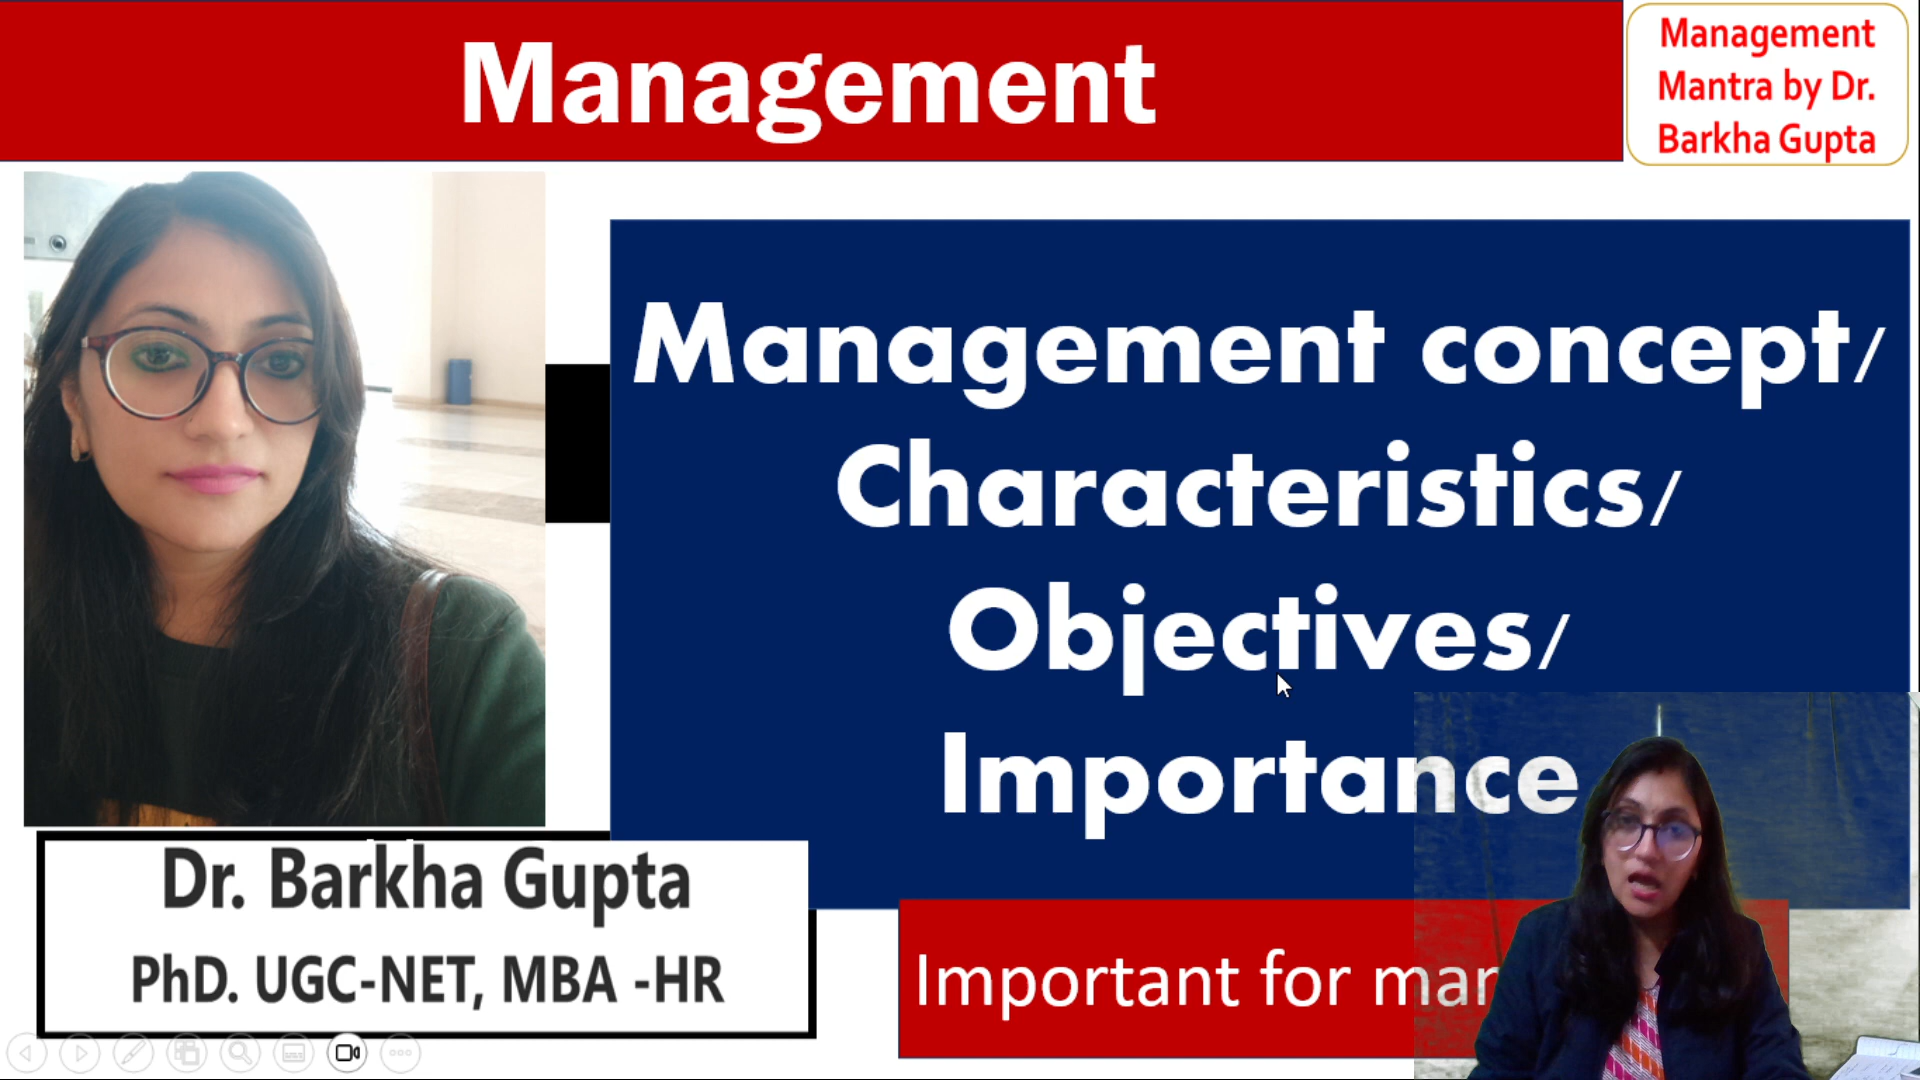 Management
Management
Mantra by Dr.
Barkha Gupta
Management concept/
Characteristics/
Objectives/
Importance
Dr. Barkha Gupta
PhD. UGC-NET, MBA -HR
Important for